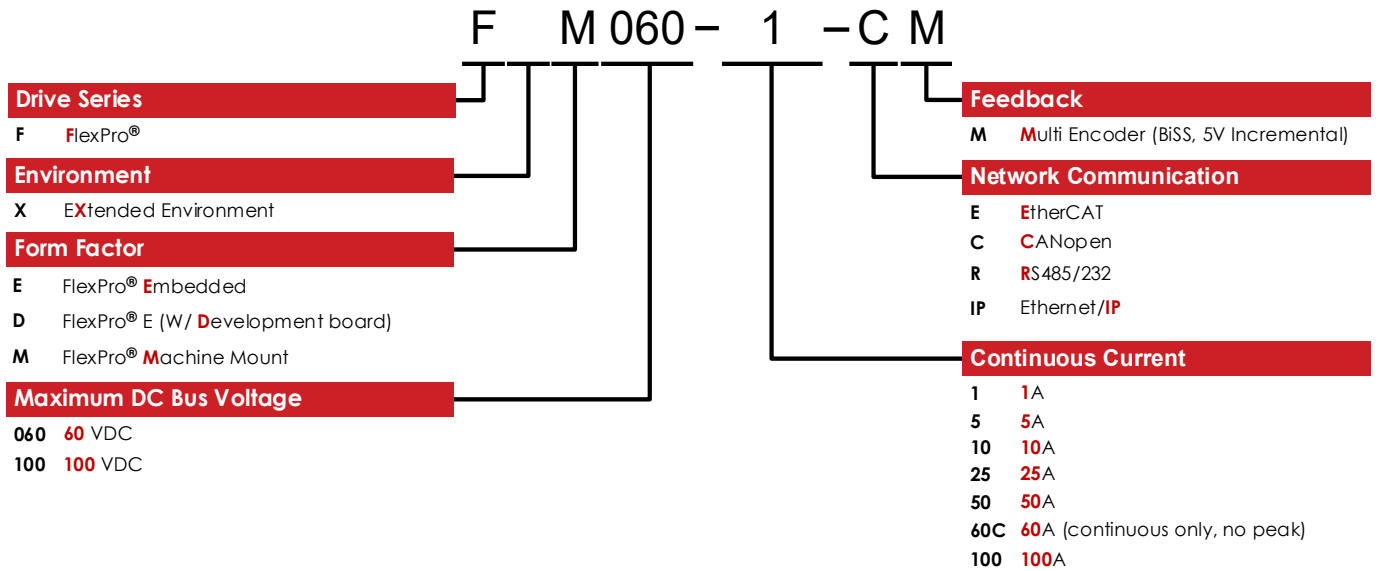 F M 060 – 1 – C M
Drive Series
F FlexPro®
Environment
X EXtended Environment
Form Factor
E FlexPro® Embedded
D FlexPro® E (W/ Development board)
M FlexPro® Machine Mount
Maximum DC Bus Voltage
060 60 VDC
100 100 VDC
Feedback
M Multi Encoder (BiSS, 5V Incremental)
Network Communication
E EtherCAT
C CANopen
R RS485/232
IP Ethernet/IP
Continuous Current
1 1A
5 5A
10 10A
25 25A
50 50A
60C 60A (continuous only, no peak)
100 100A